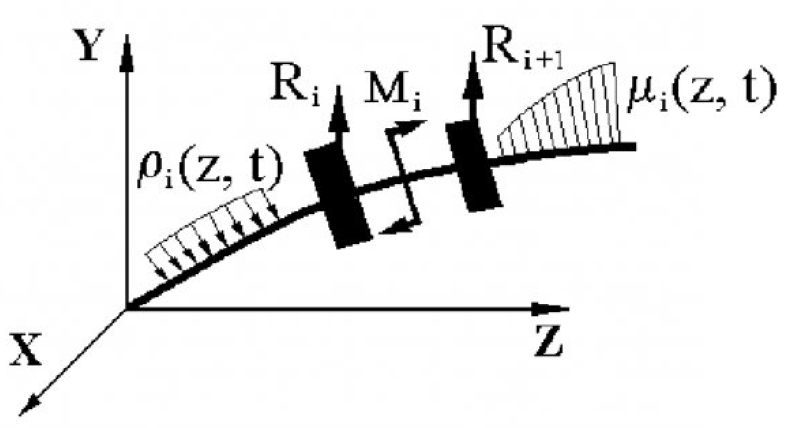 Y
R_{i+1}
R_i
M_i
μ_i(z, t)
ρ_i(z, t)
Z
X